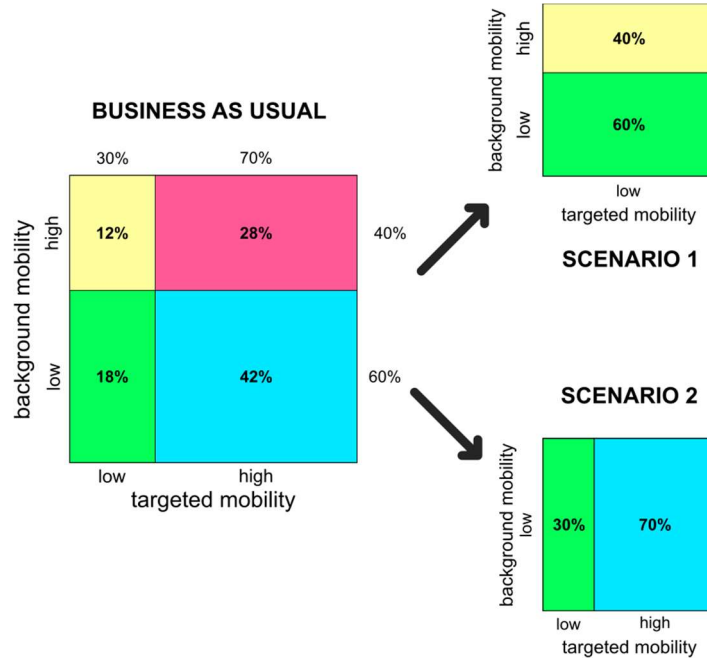 BUSINESS AS USUAL
30% 70%
background mobility
high
low
12% 28%
40%
18% 42%
60%
low high
targeted mobility
background mobility
high
low
40%
60%
low
targeted mobility
SCENARIO 1
SCENARIO 2
background mobility
low
30% 70%
low high
targeted mobility